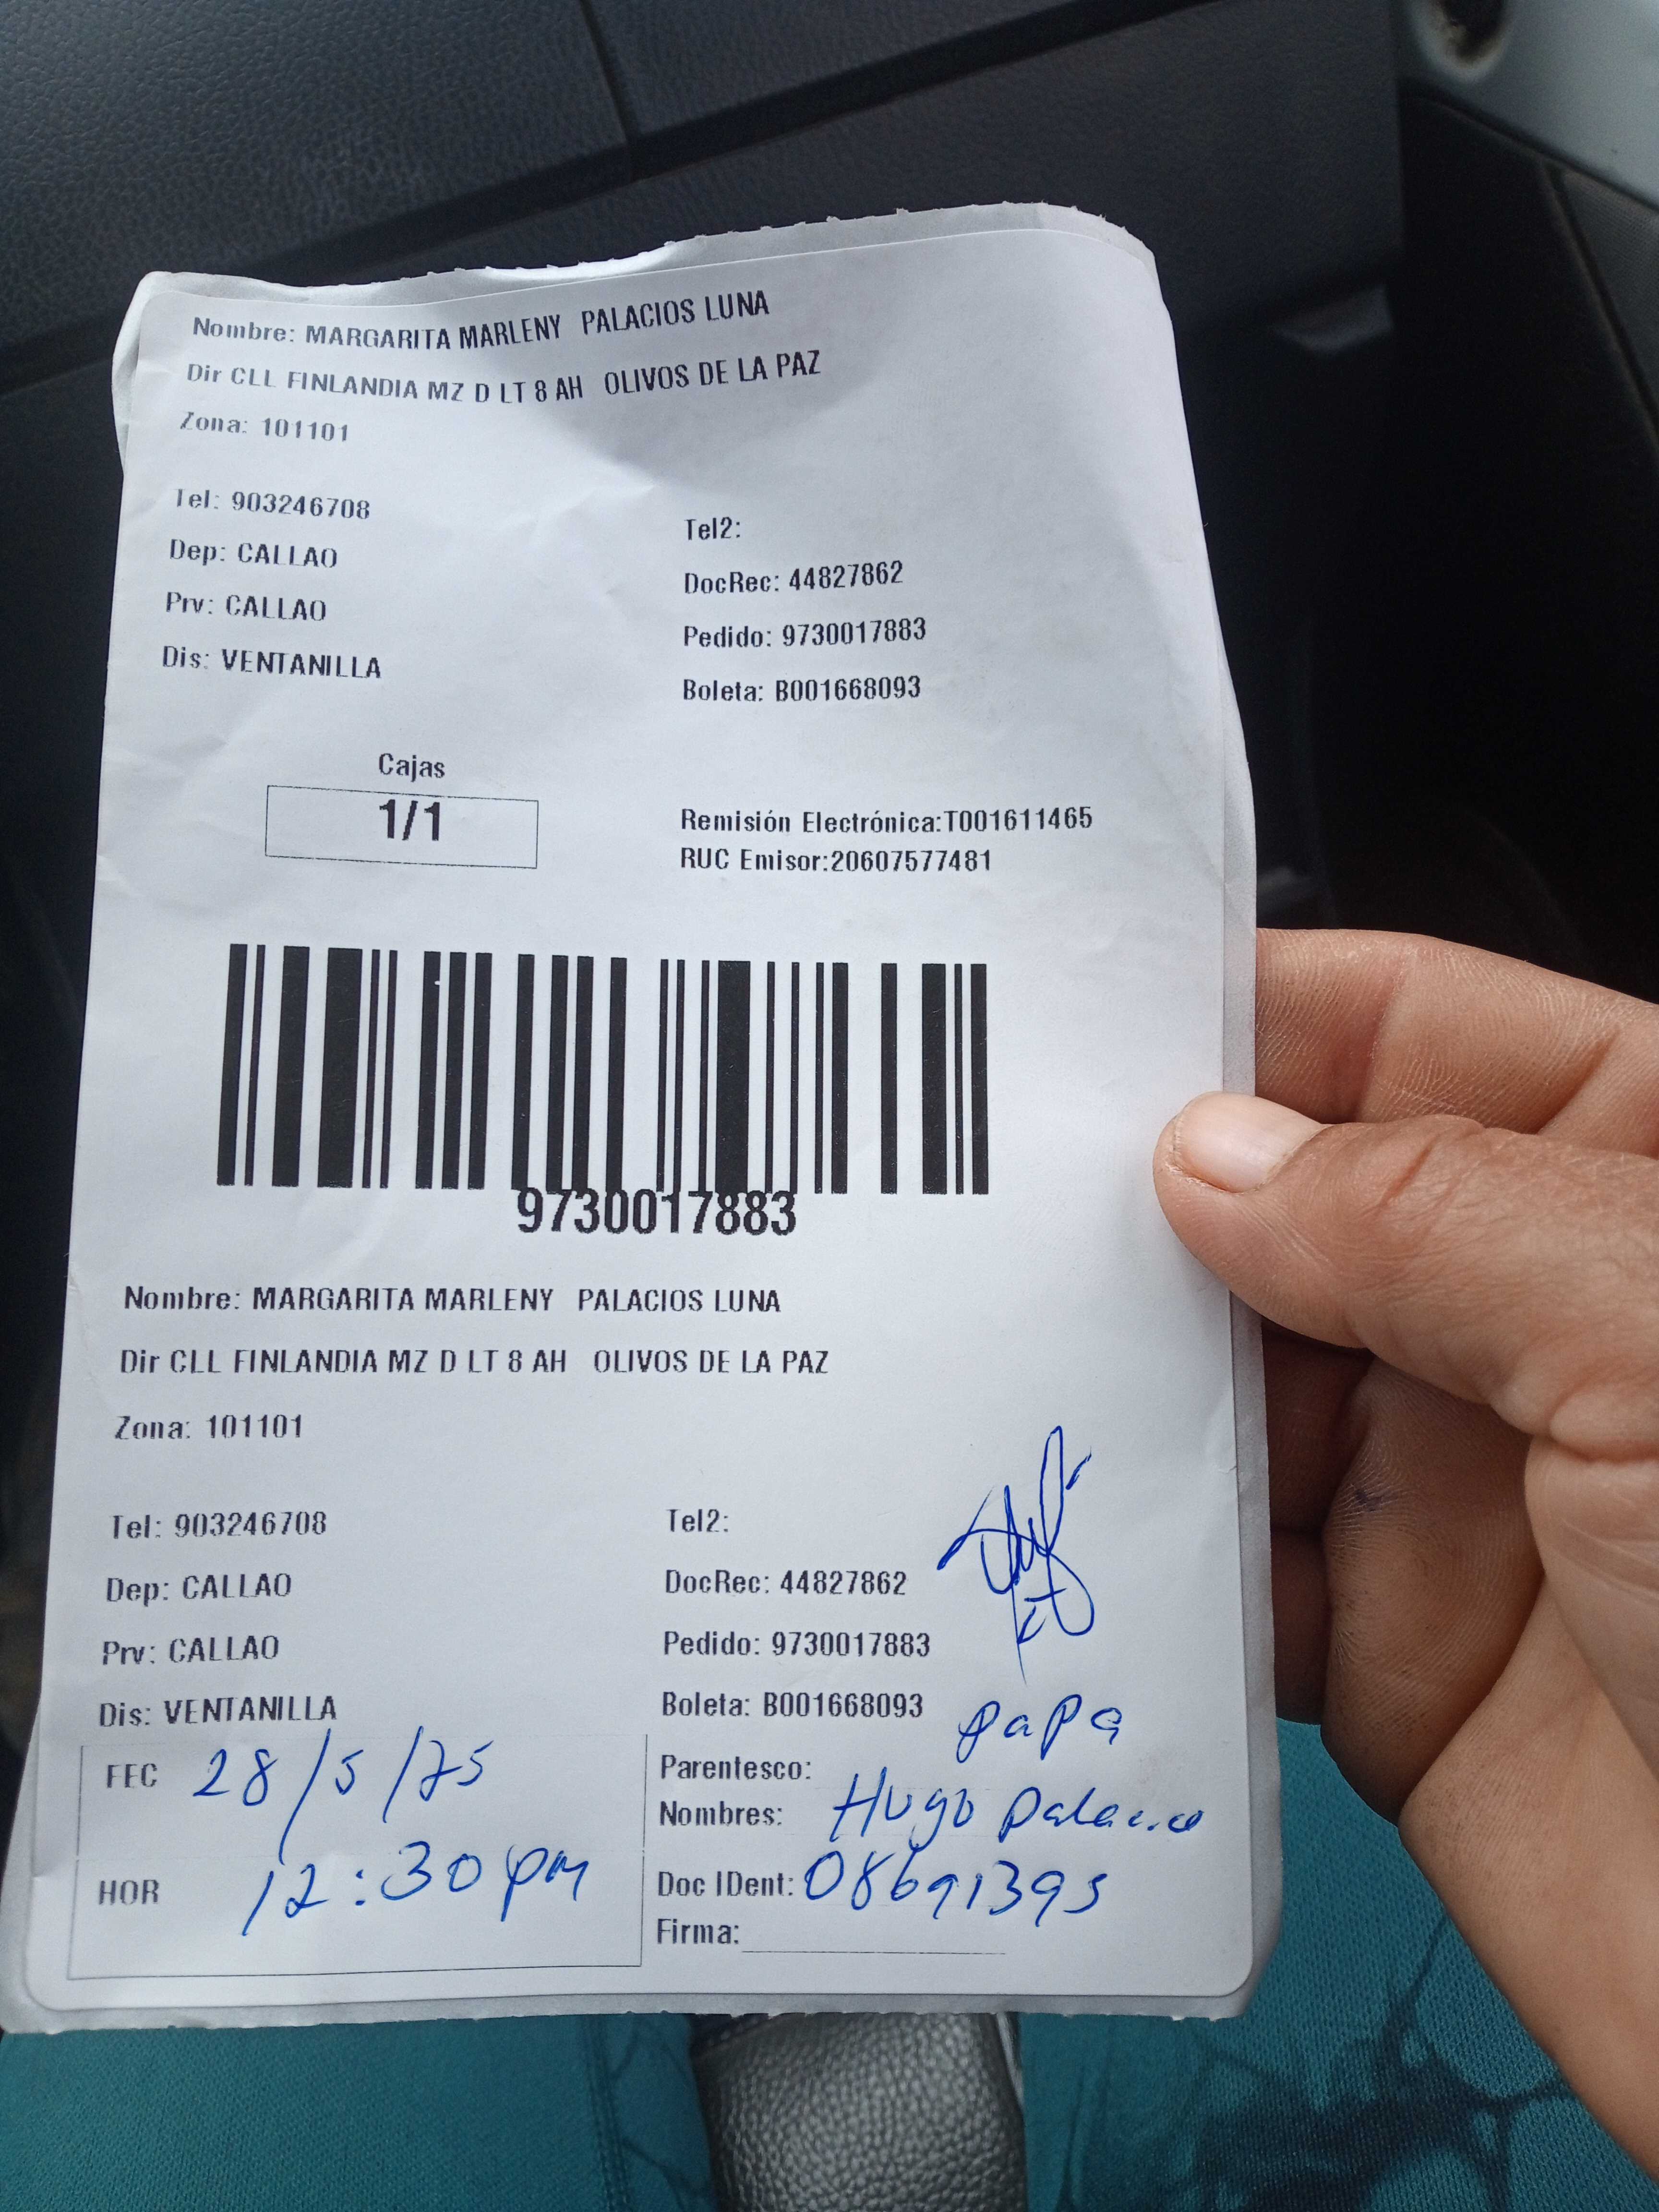 Nombre: MARGARITA MARLENY PALACIOS LUNA
Dir CLL FINLANDIA MZ D LT 8 AH OLIVOS DE LA PAZ
Zona: 101101
Tel: 903246708
Tel2:
Dep: CALLAO
DocRec: 44827862
Prv: CALLAO
Pedido: 9730017883
Dis: VENTANILLA
Boleta: B001668093
Cajas
1/1
Remisión Electrónica:T001611465
RUC Emisor:20607577481
9730017883
Nombre: MARGARITA MARLENY PALACIOS LUNA
Dir CLL FINLANDIA MZ D LT 8 AH OLIVOS DE LA PAZ
Zona: 101101
Tel: 903246708
Tel2:
Dep: CALLAO
DocRec: 44827862
Prv: CALLAO
Pedido: 9730017883
Dis: VENTANILLA
Boleta: B001668093
FEC 28/5/25
HOR 12:30 pm
Parentesco: papa
Nombres: Hugo Palacio
Doc IDent: 08691395
Firma: